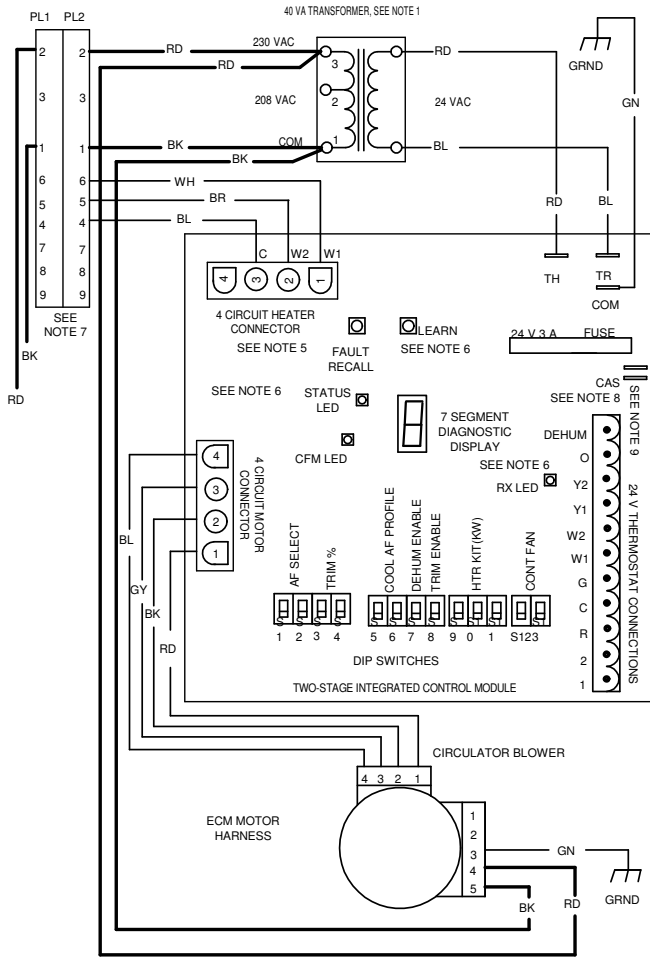 40 VA TRANSFORMER, SEE NOTE 1
PL1 PL2
2 2 RD 230 VAC RD
RD 3
GRND
3 3 208 VAC 2 24 VAC
GN
1 1 BK COM 1 BL
BK
6 6 WH
5 5 BR
4 4 BL
RD BL
7 7
8 8
9 9
C W2 W1
4 3 2 1
TH TR
COM
SEE
NOTE 7
BK
RD
4 CIRCUIT HEATER
CONNECTOR
SEE NOTE 5
FAULT
RECALL
LEARN
SEE NOTE 6
24 V 3 A FUSE
SEE NOTE 6
STATUS
LED
CFM LED
7 SEGMENT
DIAGNOSTIC
DISPLAY
SEE NOTE 6
RX LED
CAS
SEE NOTE 8
SEE NOTE 9
DEHUM
O
Y2
Y1
W2
W1
G
C
R
2
1
24 V THERMOSTAT CONNECTIONS
4
3
2
1
4 CIRCUIT MOTOR
CONNECTOR
BL
GY
BK
RD
AF SELECT
TRIM %
COOL AF PROFILE
DEHUM ENABLE
TRIM ENABLE
HTR KIT(KW)
CONT FAN
S S S S S S S S S S S S S
1 2 3 4 5 6 7 8 9 0 1 S123
DIP SWITCHES
TWO-STAGE INTEGRATED CONTROL MODULE
CIRCULATOR BLOWER
4 3 2 1
ECM MOTOR
HARNESS
1
2
3 GN
4
5
BK RD GRND